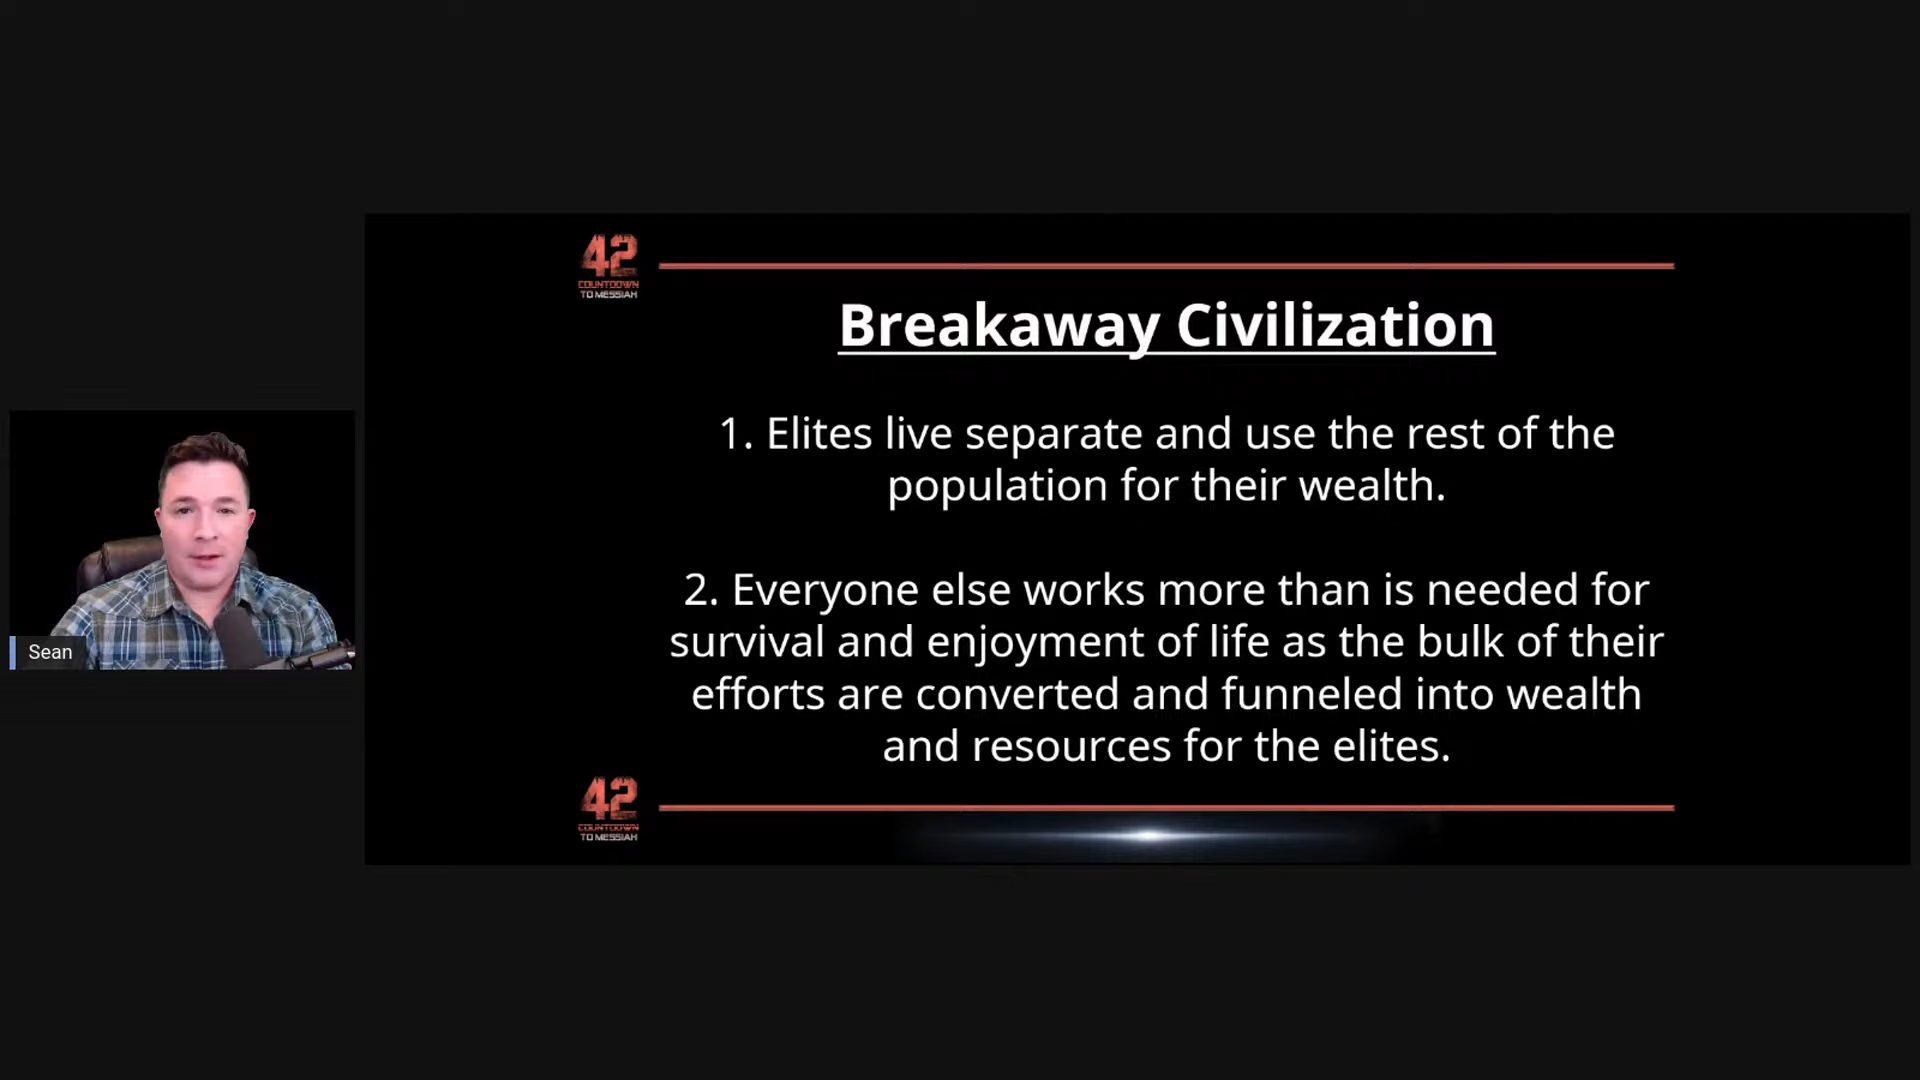 42
COUNTDOWN
TO MESSIAH
Breakaway Civilization
1. Elites live separate and use the rest of the
population for their wealth.
2. Everyone else works more than is needed for
survival and enjoyment of life as the bulk of their
efforts are converted and funneled into wealth
and resources for the elites.
Sean
42
COUNTDOWN
TO MESSIAH